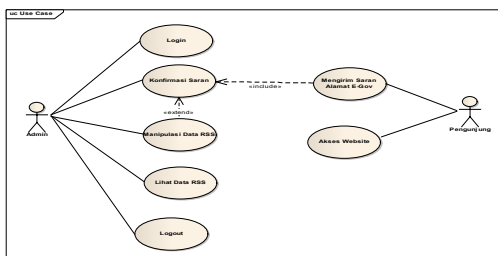 uc Use Case
Login
Konfirmasi Saran
Mengirim Saran
Alamat E-Gov
«include»
«extend»
Admin
Pengunjung
Manipulasi Data RSS
Akses Website
Lihat Data RSS
Logout